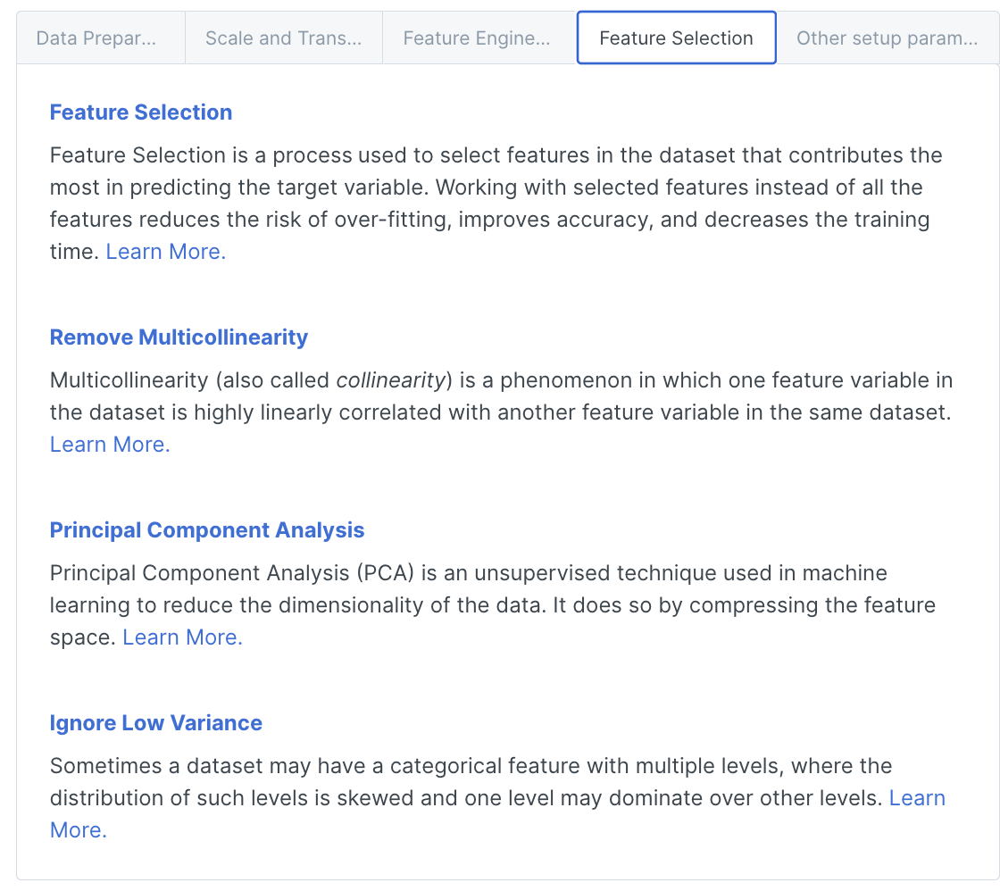 Data Prepar...
Scale and Trans...
Feature Engine...
Feature Selection
Other setup param...
Feature Selection
Feature Selection is a process used to select features in the dataset that contributes the
most in predicting the target variable. Working with selected features instead of all the
features reduces the risk of over-fitting, improves accuracy, and decreases the training
time. Learn More.
Remove Multicollinearity
Multicollinearity (also called collinearity) is a phenomenon in which one feature variable in
the dataset is highly linearly correlated with another feature variable in the same dataset.
Learn More.
Principal Component Analysis
Principal Component Analysis (PCA) is an unsupervised technique used in machine
learning to reduce the dimensionality of the data. It does so by compressing the feature
space. Learn More.
Ignore Low Variance
Sometimes a dataset may have a categorical feature with multiple levels, where the
distribution of such levels is skewed and one level may dominate over other levels. Learn
More.